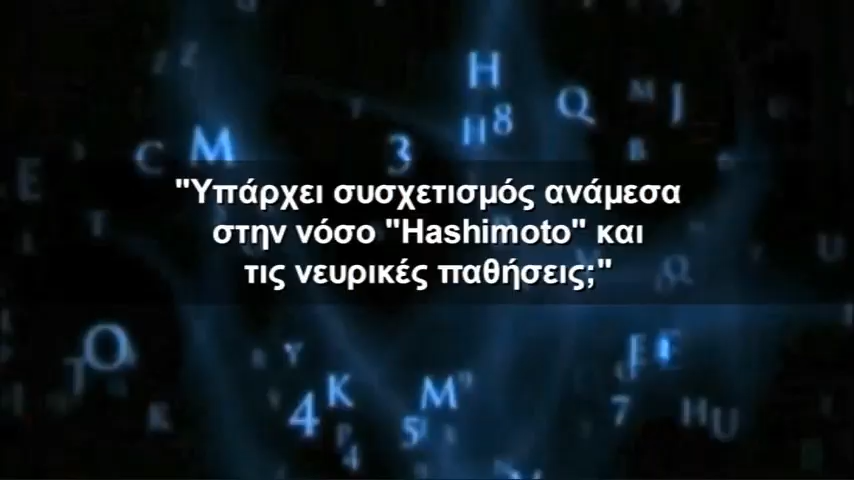 "Υπάρχει συσχετισμός ανάμεσα
στην νόσο "Hashimoto" και
τις νευρικές παθήσεις;"